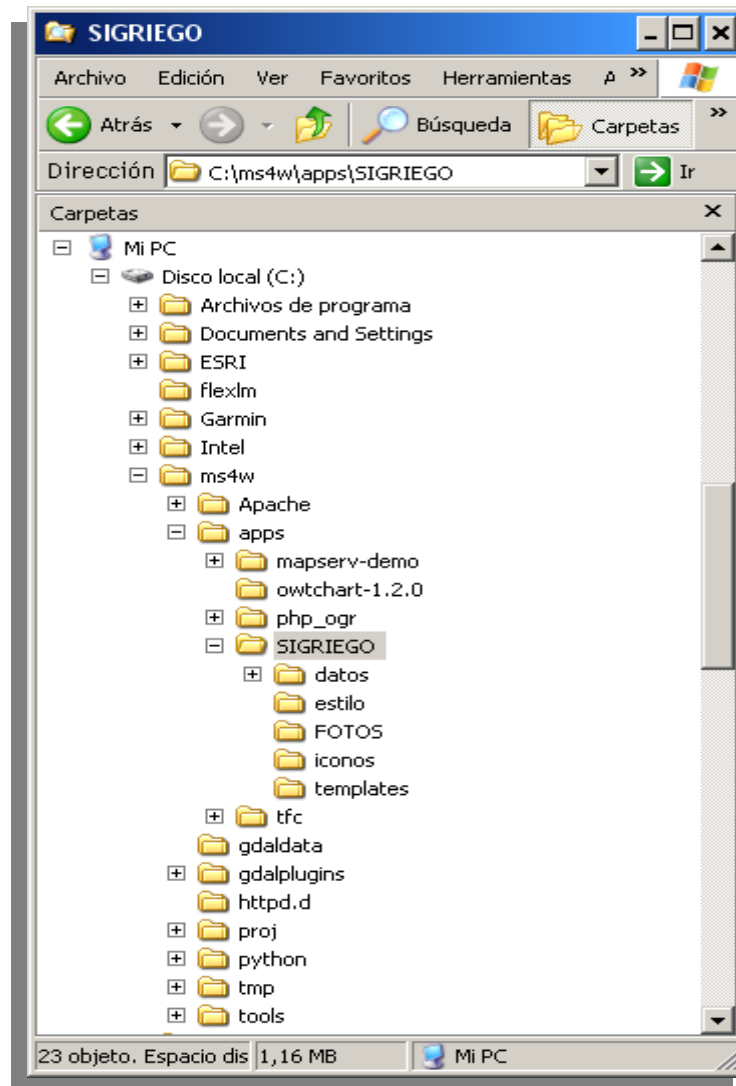 SIGRIEGO
Archivo Edición Ver Favoritos Herramientas A »
Atrás Búsqueda Carpetas »
Dirección C:\ms4w\apps\SIGRIEGO Ir
Carpetas
Mi PC
Disco local (C:)
Archivos de programa
Documents and Settings
ESRI
flexlm
Garmin
Intel
ms4w
Apache
apps
mapserv-demo
owtchart-1.2.0
php_ogr
SIGRIEGO
datos
estilo
FOTOS
iconos
templates
tfc
gdaldata
gdalplugins
httpd.d
proj
python
tmp
tools
23 objeto. Espacio dis 1,16 MB Mi PC